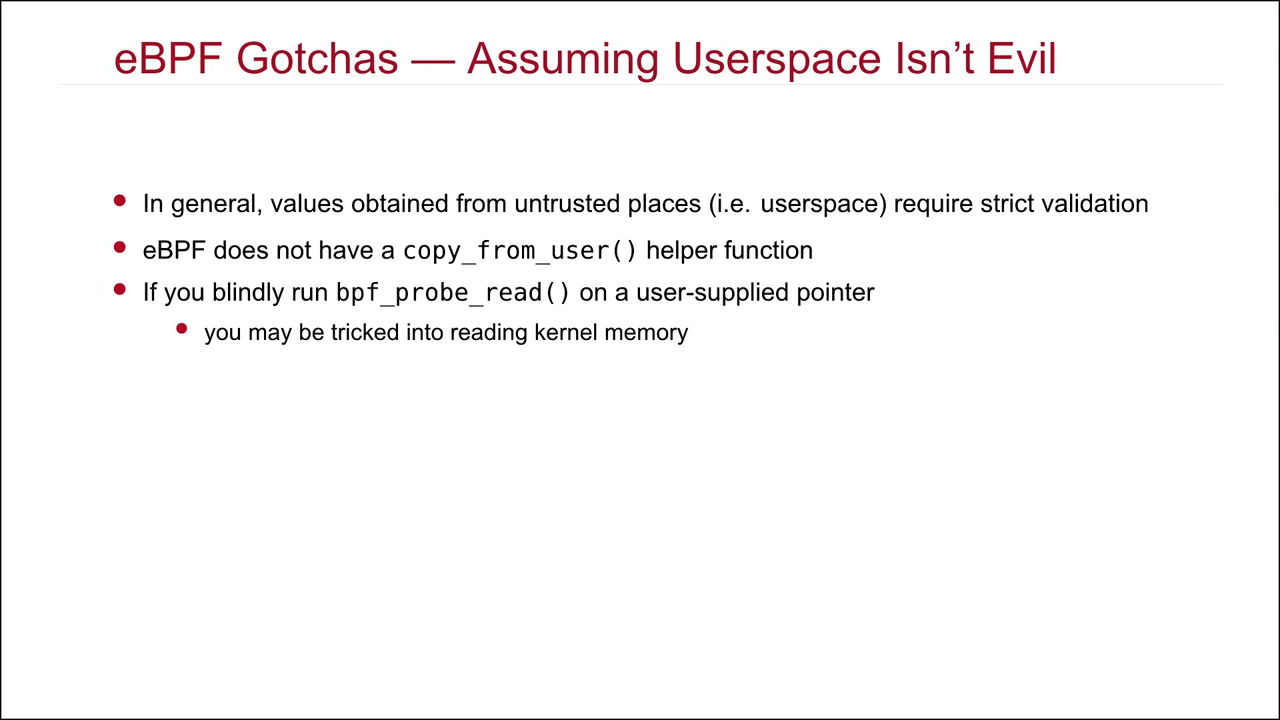 eBPF Gotchas — Assuming Userspace Isn’t Evil
In general, values obtained from untrusted places (i.e. userspace) require strict validation
eBPF does not have a copy_from_user() helper function
If you blindly run bpf_probe_read() on a user-supplied pointer
you may be tricked into reading kernel memory